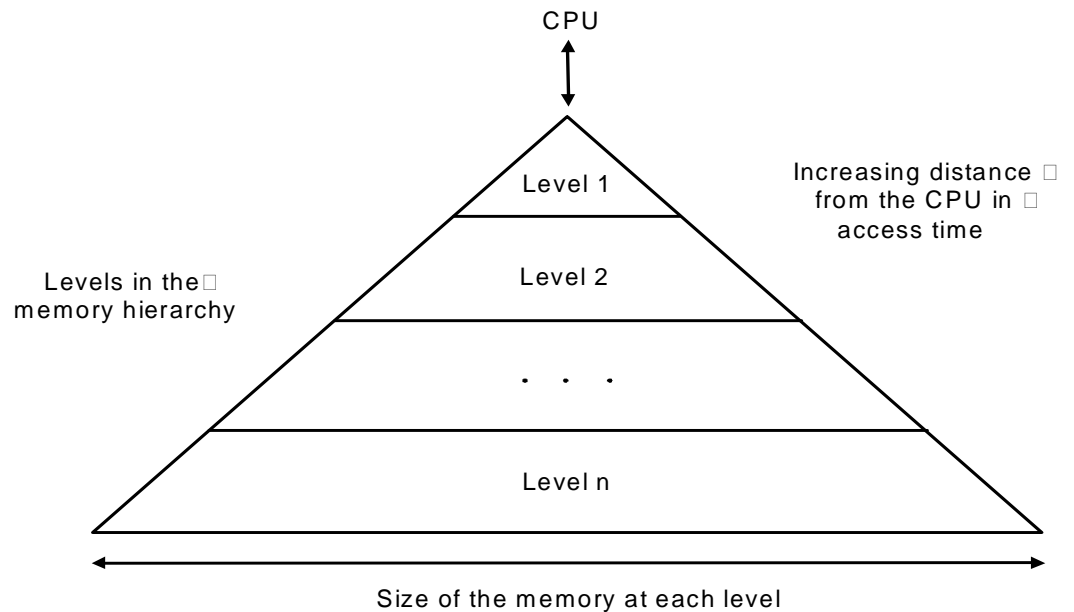 CPU
Level 1
Increasing distance □
from the CPU in □
access time
Levels in the□
memory hierarchy
Level 2
. . .
Level n
Size of the memory at each level